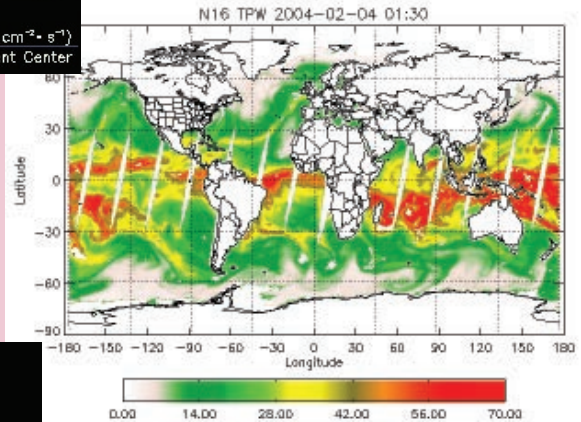 cm⁻²• s⁻¹)
nt Center
N16 TPW 2004-02-04 01:30
Latitude
60
30
0
-30
-60
-90
-180 -150 -120 -90 -60 -30 0 30 60 90 120 150 180
Longitude
0.00 14.00 28.00 42.00 56.00 70.00